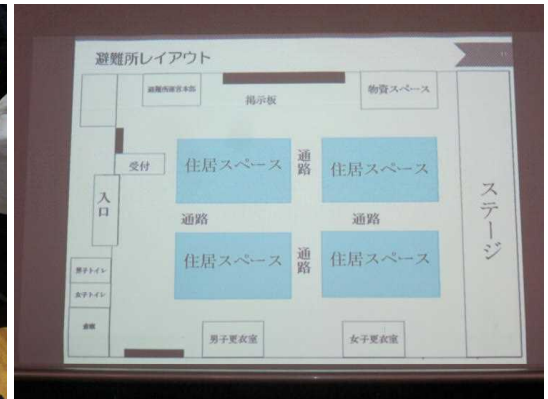 避難所レイアウト
避難所運営本部
掲示板
物資スペース
受付
住居スペース
通路
住居スペース
入口
通路
通路
ステージ
住居スペース
通路
住居スペース
男子トイレ
女子トイレ
倉庫
男子更衣室
女子更衣室